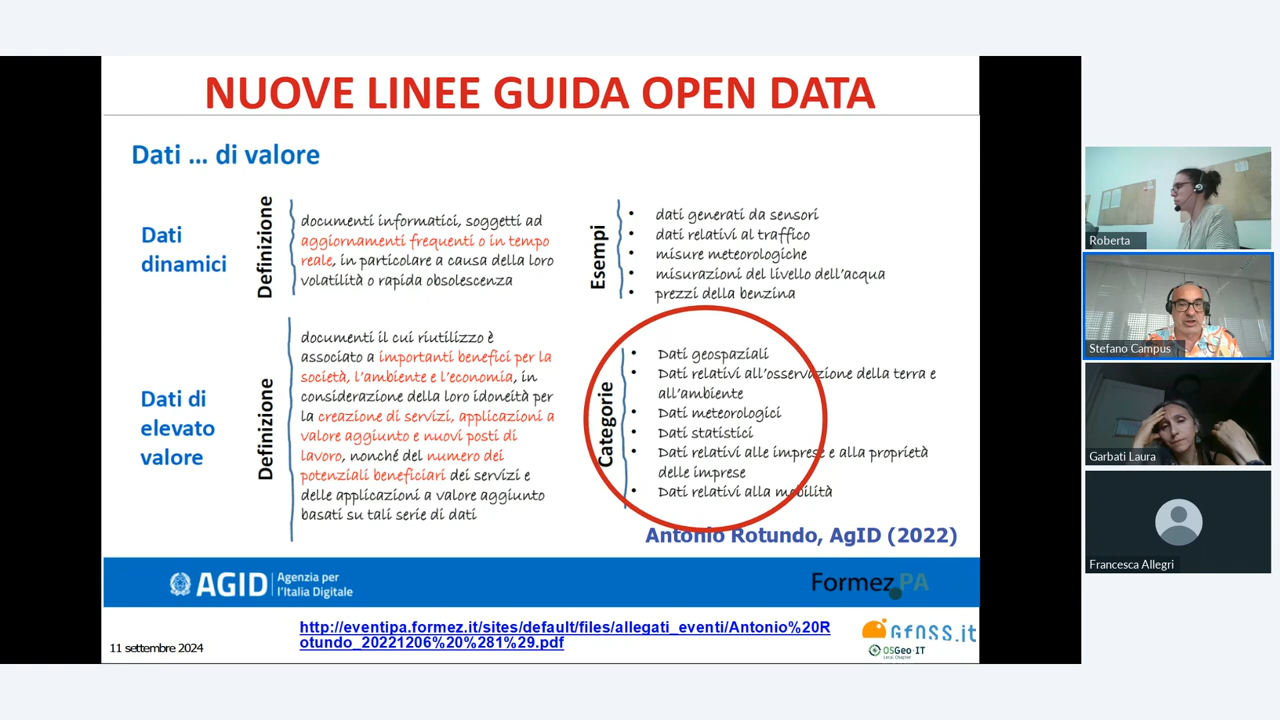 NUOVE LINEE GUIDA OPEN DATA
Dati ... di valore
Dati
dinamici
Definizione
documenti informatici, soggetti ad
aggiornamenti frequenti o in tempo
reale, in particolare a causa della loro
volatilità o rapida obsolescenza
Esempi
• dati generati da sensori
• dati relativi al traffico
• misure meteorologiche
• misurazioni del livello dell'acqua
• prezzi della benzina
Dati di
elevato
valore
Definizione
documenti il cui riutilizzo è
associato a importanti benefici per la
società, l'ambiente e l'economia, in
considerazione della loro idoneità per
la creazione di servizi, applicazioni a
valore aggiunto e nuovi posti di
lavoro, nonché del numero dei
potenziali beneficiari dei servizi e
delle applicazioni a valore aggiunto
basati su tali serie di dati
Categorie
• Dati geospaziali
• Dati relativi all'osservazione della terra e
all'ambiente
• Dati meteorologici
• Dati statistici
• Dati relativi alle imprese e alla proprietà
delle imprese
• Dati relativi alla mobilità
Antonio Rotundo, AgID (2022)
AGID
Agenzia per
l'Italia Digitale
Formez PA
http://eventipa.formez.it/sites/default/files/allegati_eventi/Antonio%20R
otundo_20221206%20%281%29.pdf
11 settembre 2024
GFOSS.it
OSGeo·IT
Local Chapter
Roberta
Stefano Campus
Garbati Laura
Francesca Allegri